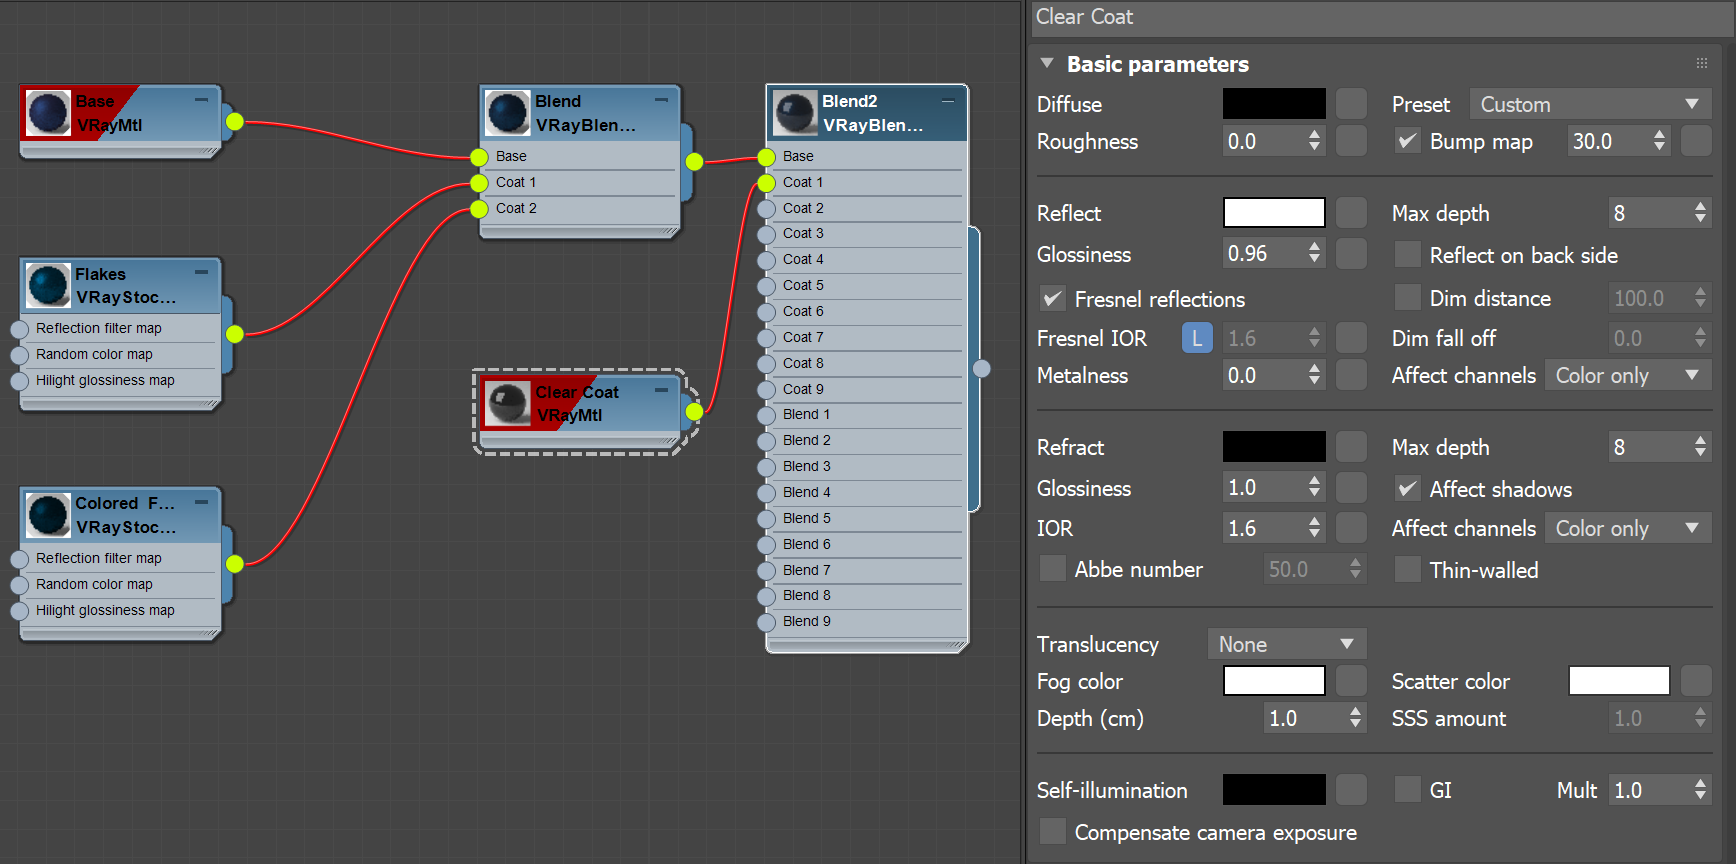 Base
VRayMtl
Flakes
VRayStoc...
Reflection filter map
Random color map
Hilight glossiness map
Colored F...
VRayStoc...
Reflection filter map
Random color map
Hilight glossiness map
Blend
VRayBlen...
Base
Coat 1
Coat 2
Clear Coat
VRayMtl
Blend2
VRayBlen...
Base
Coat 1
Coat 2
Coat 3
Coat 4
Coat 5
Coat 6
Coat 7
Coat 8
Coat 9
Blend 1
Blend 2
Blend 3
Blend 4
Blend 5
Blend 6
Blend 7
Blend 8
Blend 9
Clear Coat
Basic parameters
Diffuse Preset Custom
Roughness 0.0 Bump map 30.0
Reflect Max depth 8
Glossiness 0.96 Reflect on back side
Fresnel reflections Dim distance 100.0
Fresnel IOR L 1.6 Dim fall off 0.0
Metalness 0.0 Affect channels Color only
Refract Max depth 8
Glossiness 1.0 Affect shadows
IOR 1.6 Affect channels Color only
Abbe number 50.0 Thin-walled
Translucency None
Fog color Scatter color
Depth (cm) 1.0 SSS amount 1.0
Self-illumination GI Mult 1.0
Compensate camera exposure